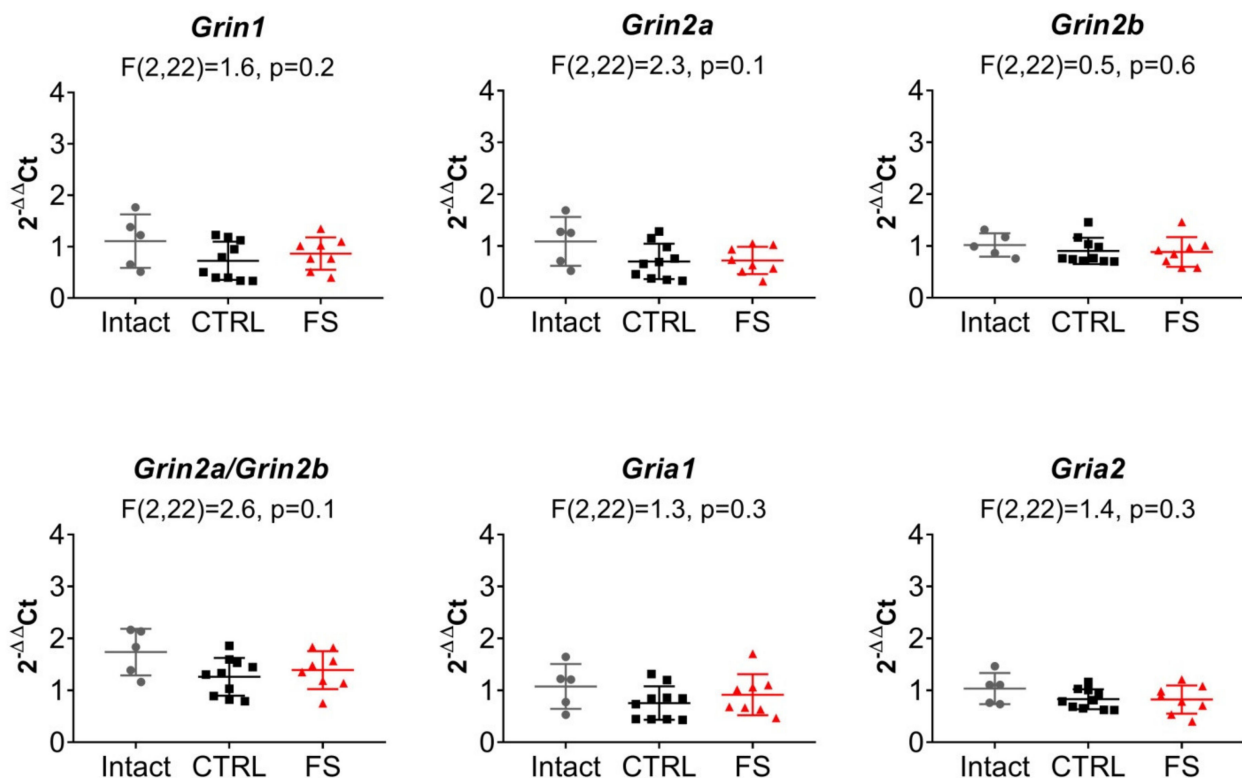 Grin1
F(2,22)=1.6, p=0.2
2-ΔΔCt
4
3
2
1
0
Intact CTRL FS
Grin2a
F(2,22)=2.3, p=0.1
2-ΔΔCt
4
3
2
1
0
Intact CTRL FS
Grin2b
F(2,22)=0.5, p=0.6
2-ΔΔCt
4
3
2
1
0
Intact CTRL FS
Grin2a/Grin2b
F(2,22)=2.6, p=0.1
2-ΔΔCt
4
3
2
1
0
Intact CTRL FS
Gria1
F(2,22)=1.3, p=0.3
2-ΔΔCt
4
3
2
1
0
Intact CTRL FS
Gria2
F(2,22)=1.4, p=0.3
2-ΔΔCt
4
3
2
1
0
Intact CTRL FS